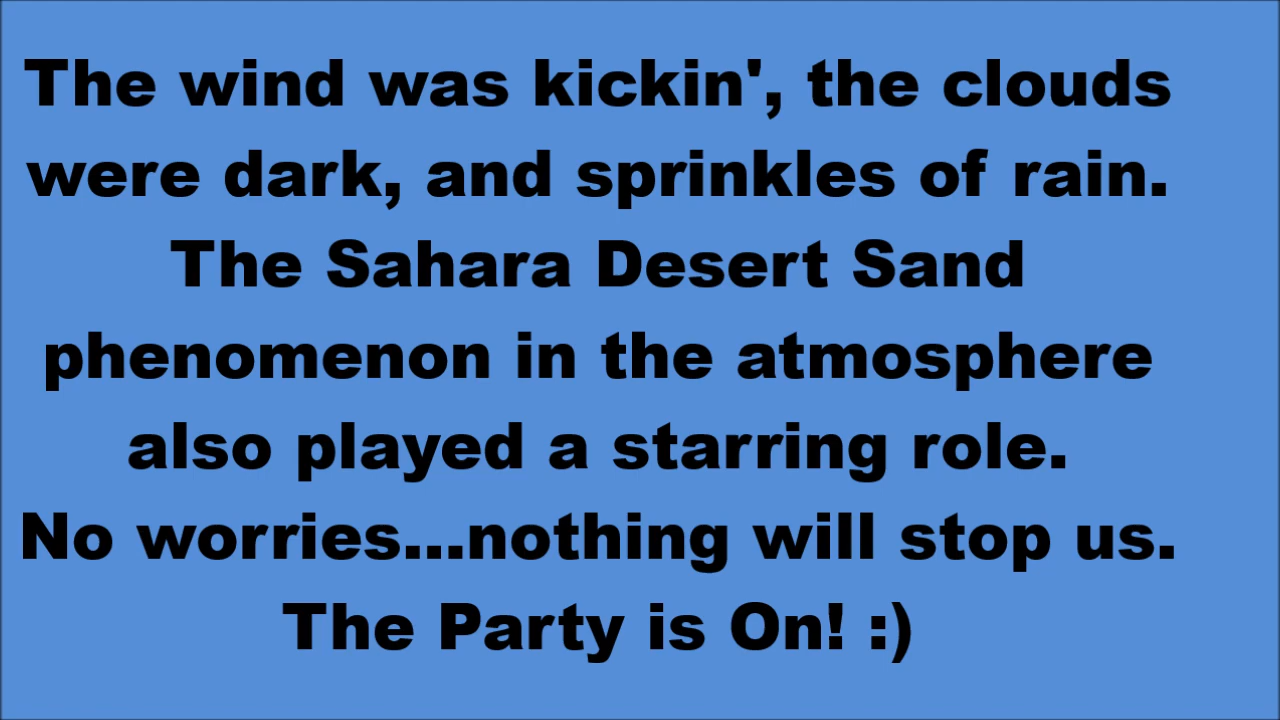 The wind was kickin', the clouds
were dark, and sprinkles of rain.
The Sahara Desert Sand
phenomenon in the atmosphere
also played a starring role.
No worries...nothing will stop us.
The Party is On! :)